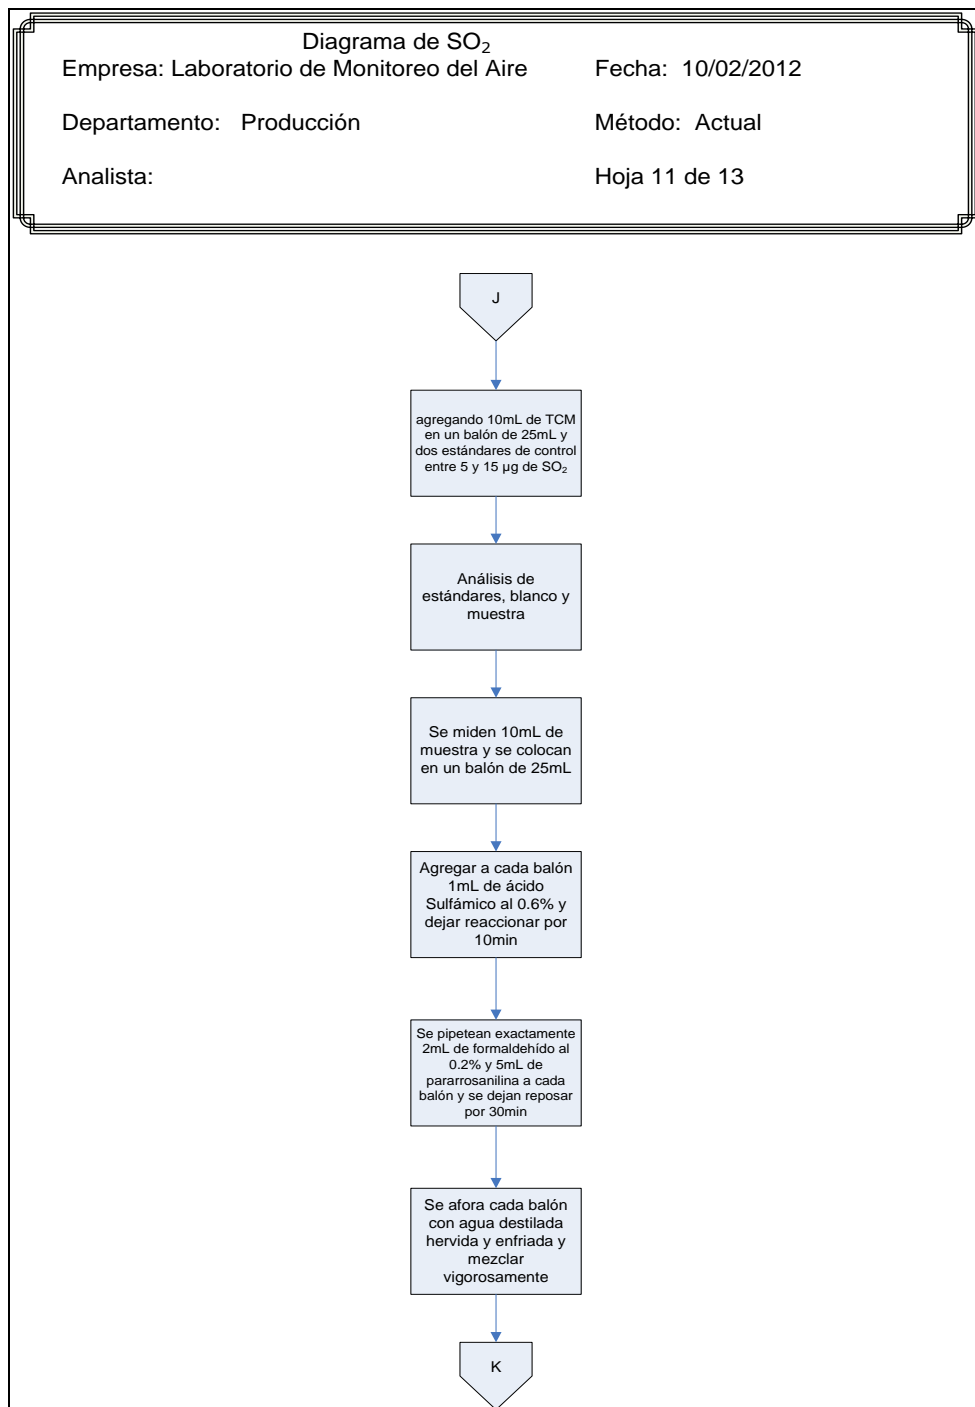 Diagrama de SO₂
Empresa: Laboratorio de Monitoreo del Aire Fecha: 10/02/2012
Departamento: Producción Método: Actual
Analista: Hoja 11 de 13
J
agregando 10mL de TCM
en un balón de 25mL y
dos estándares de control
entre 5 y 15 µg de SO₂
Análisis de
estándares, blanco y
muestra
Se miden 10mL de
muestra y se colocan
en un balón de 25mL
Agregar a cada balón
1mL de ácido
Sulfámico al 0.6% y
dejar reaccionar por
10min
Se pipetean exactamente
2mL de formaldehído al
0.2% y 5mL de
pararrosanilina a cada
balón y se dejan reposar
por 30min
Se afora cada balón
con agua destilada
hervida y enfriada y
mezclar
vigorosamente
K